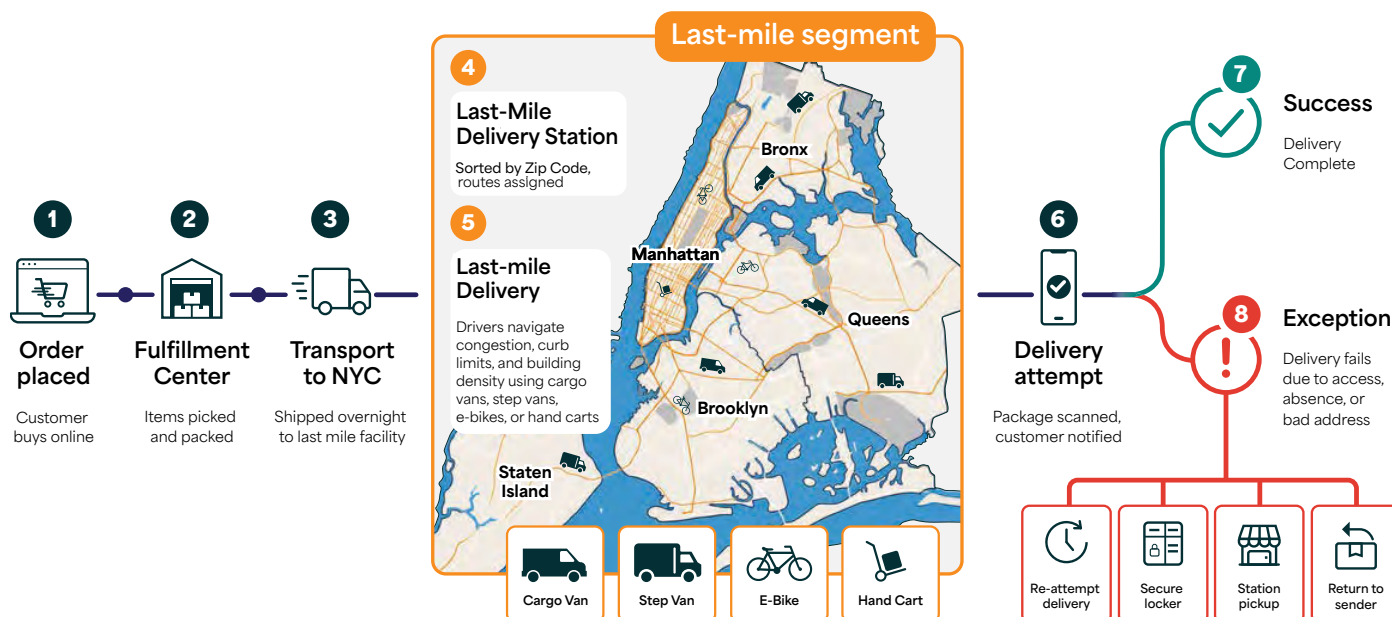 Last-mile segment
1
Order
placed
Customer
buys online
2
Fulfillment
Center
Items picked
and packed
3
Transport
to NYC
Shipped overnight
to last mile facility
4
Last-Mile
Delivery Station
Sorted by Zip Code,
routes assigned
5
Last-mile
Delivery
Drivers navigate
congestion, curb
limits, and building
density using cargo
vans, step vans,
e-bikes, or hand carts
Bronx
Manhattan
Queens
Brooklyn
Staten
Island
Cargo Van
Step Van
E-Bike
Hand Cart
6
Delivery
attempt
Package scanned,
customer notified
7
Success
Delivery
Complete
8
Exception
Delivery fails
due to access,
absence, or
bad address
Re-attempt
delivery
Secure
locker
Station
pickup
Return to
sender